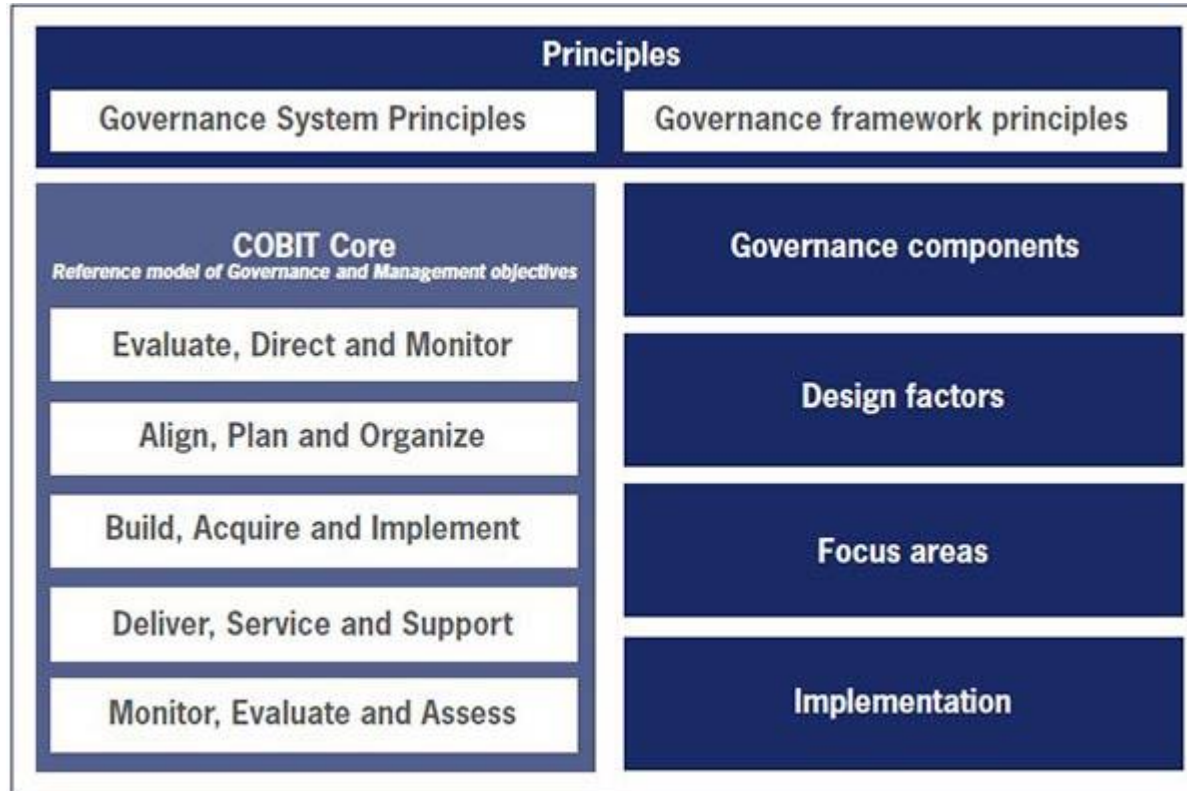 Principles
Governance System Principles
Governance framework principles
COBIT Core
Reference model of Governance and Management objectives
Evaluate, Direct and Monitor
Align, Plan and Organize
Build, Acquire and Implement
Deliver, Service and Support
Monitor, Evaluate and Assess
Governance components
Design factors
Focus areas
Implementation